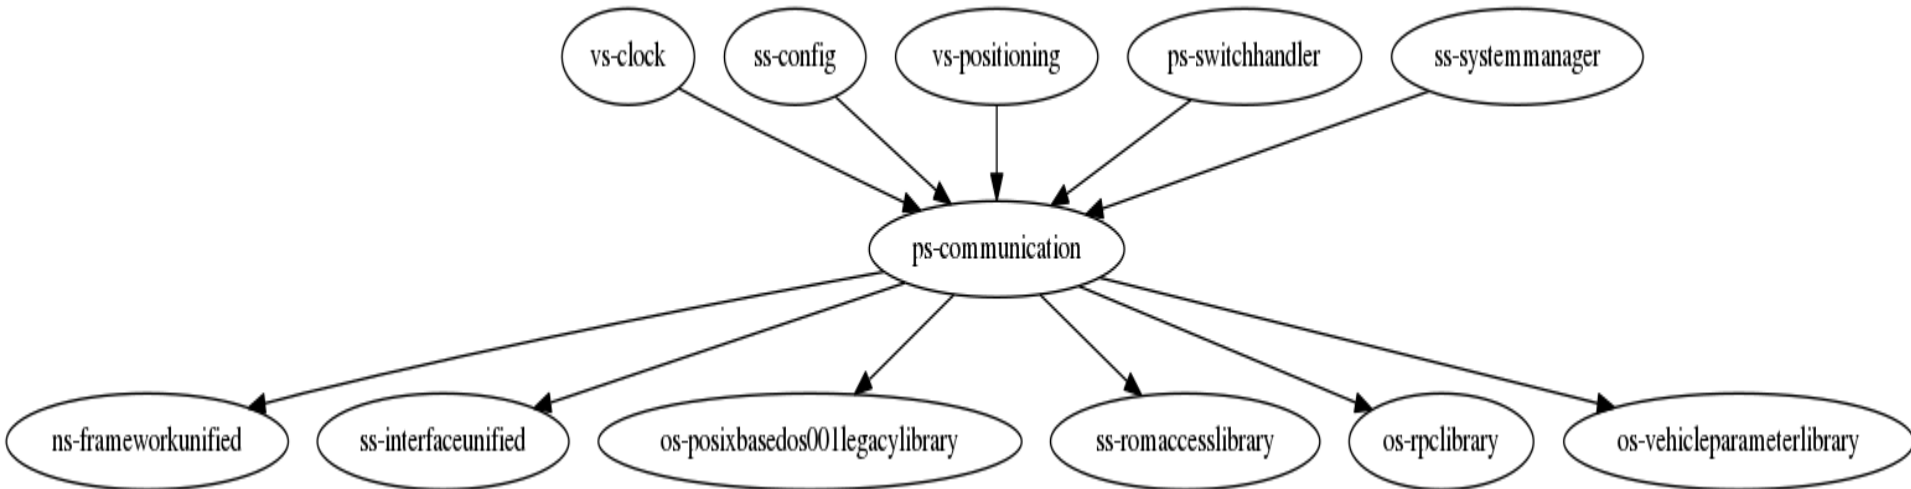 vs-clock
ss-config
vs-positioning
ps-switchhandler
ss-systemmanager
ps-communication
ns-frameworkunified
ss-interfaceunified
os-posixbasedos001legacylibrary
ss-romaccesslibrary
os-rpclibrary
os-vehicleparameterlibrary